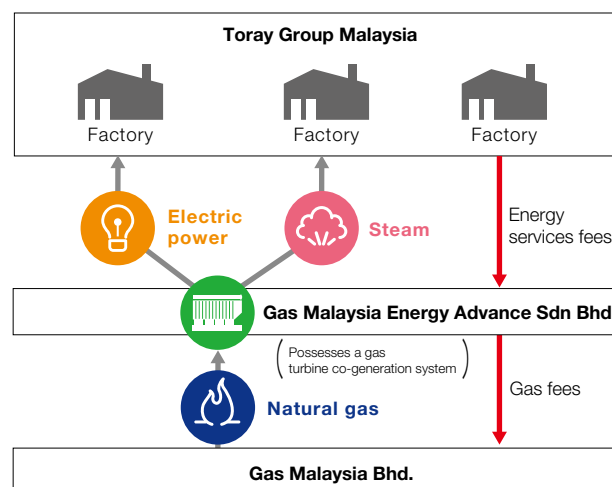 Toray Group Malaysia
Factory
Factory
Factory
Electric
power
Steam
Energy
services fees
Gas Malaysia Energy Advance Sdn Bhd
(Possesses a gas
turbine co-generation system)
Gas fees
Natural gas
Gas Malaysia Bhd.